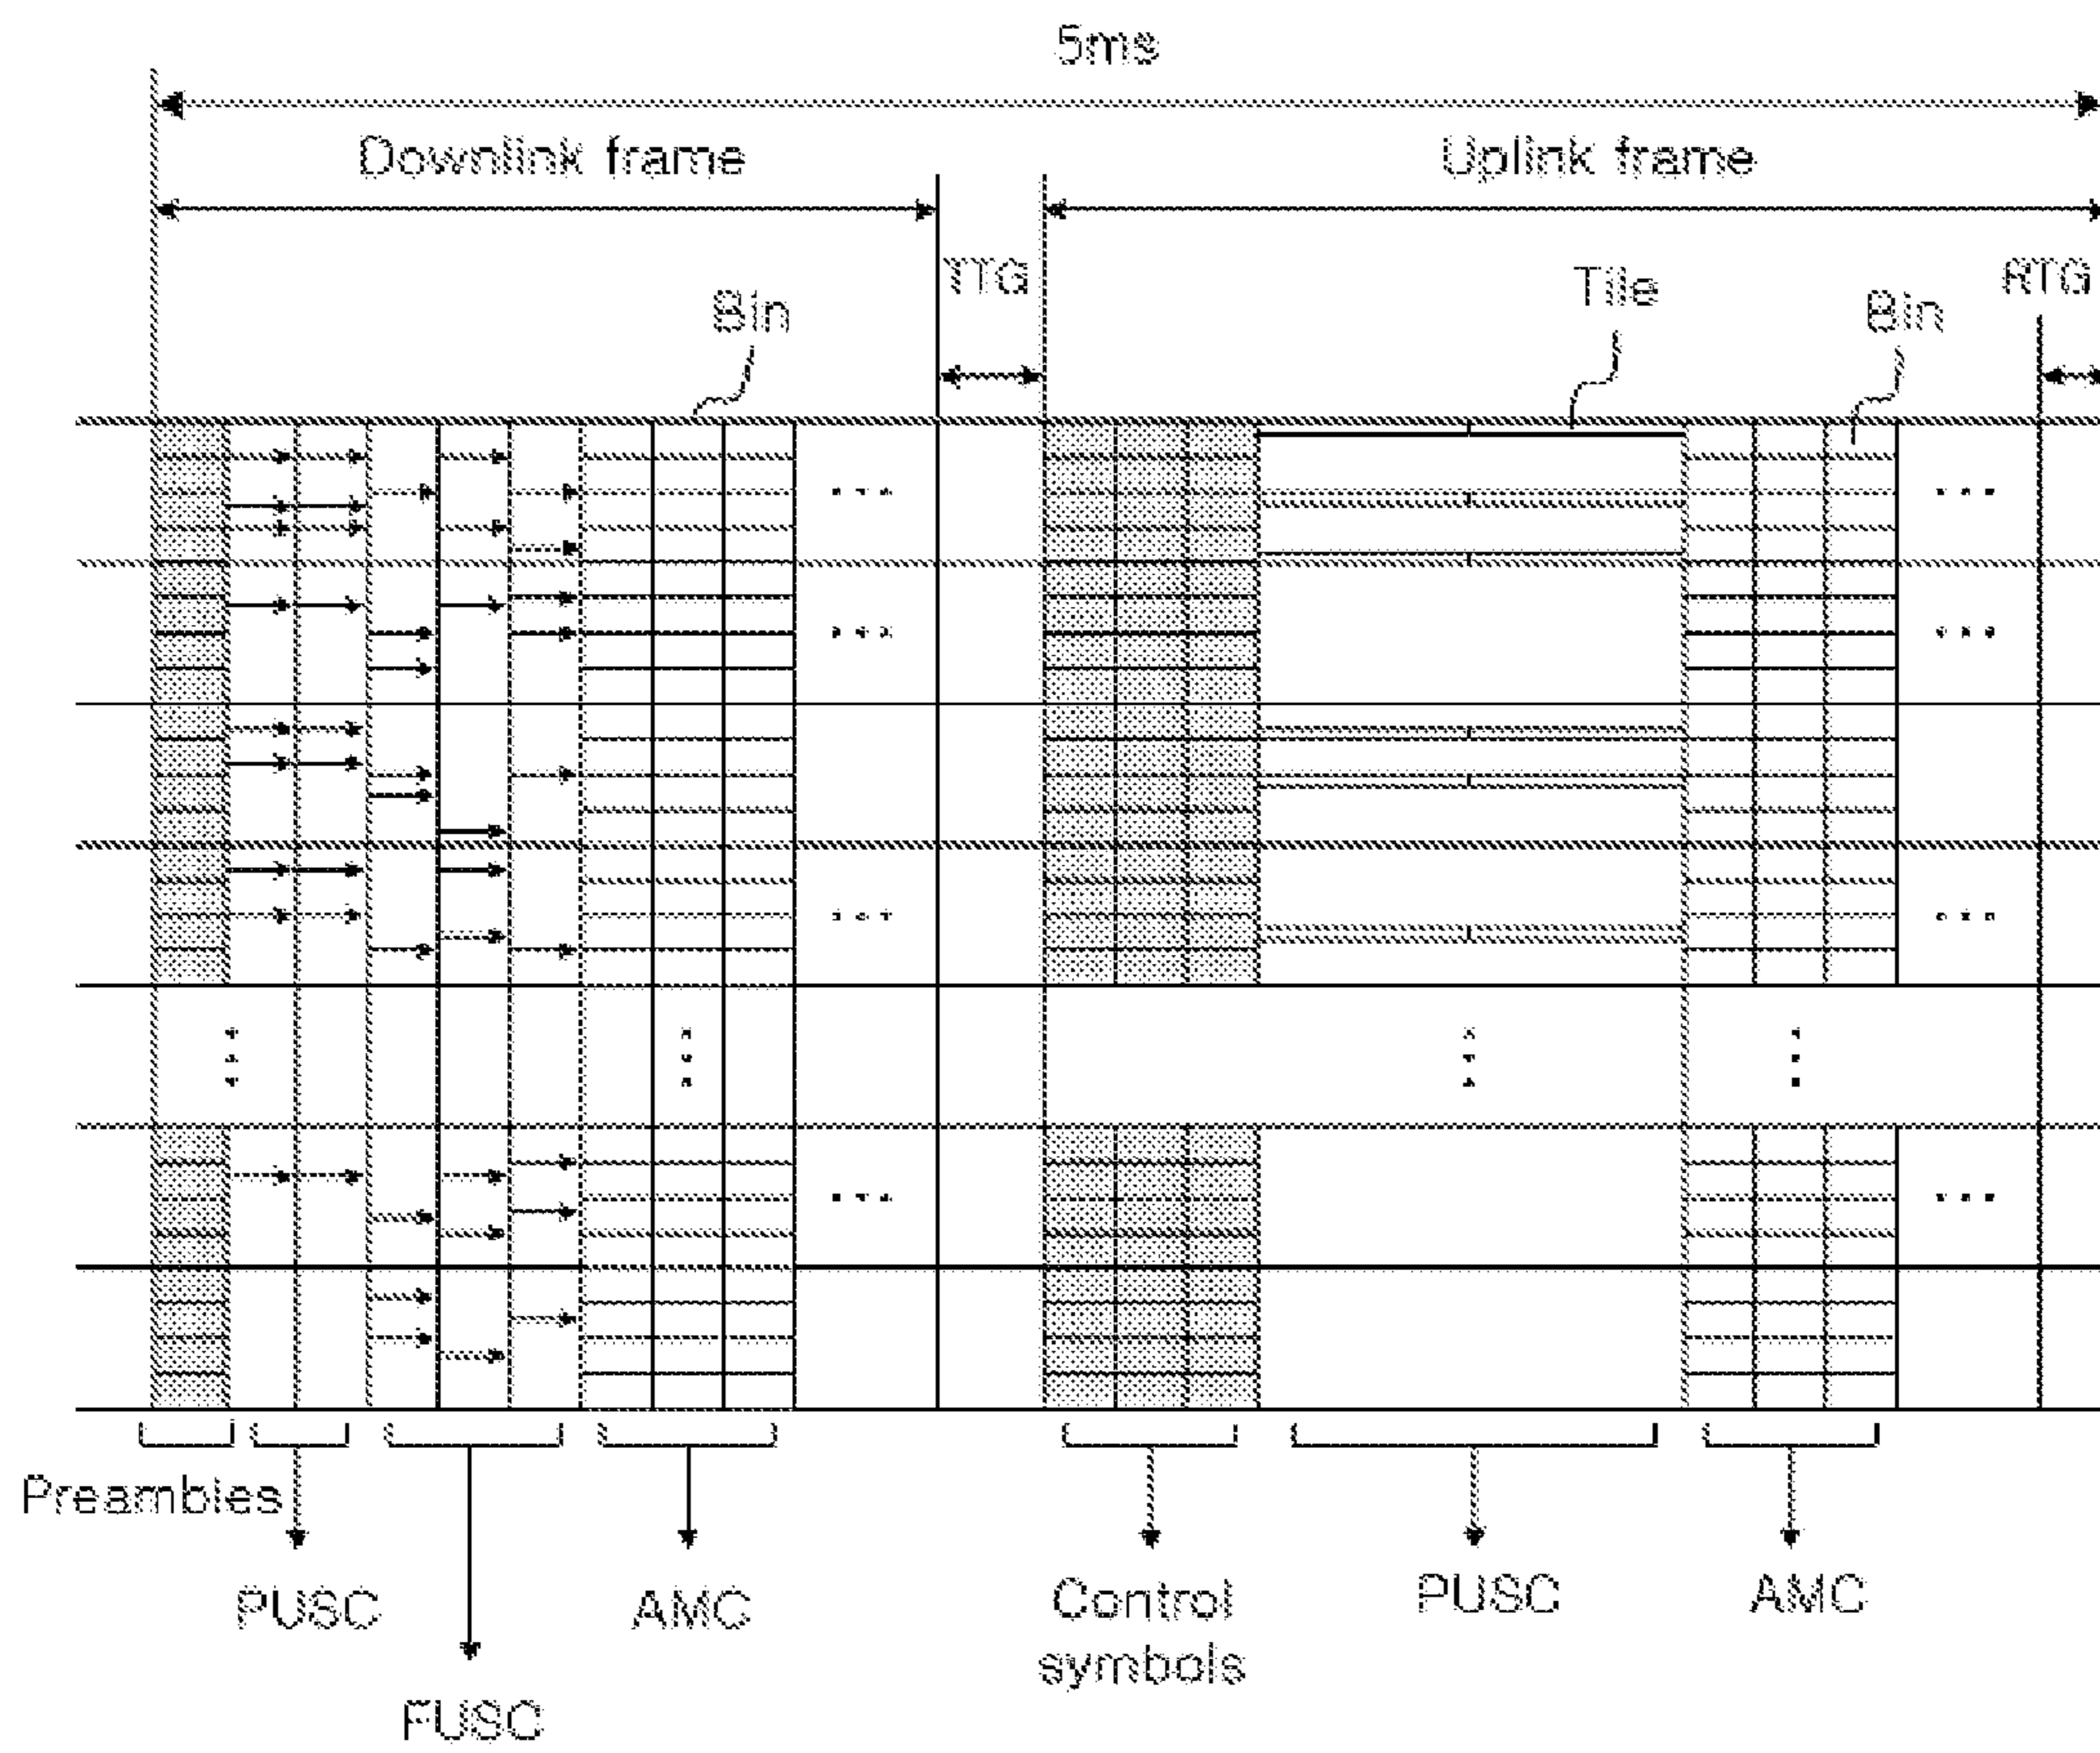 5ms
Downlink frame
Uplink frame
TTG
RTG
Bin
Tile
Bin
Preambles
PUSC
AMC
Control
symbols
PUSC
AMC
FUSC